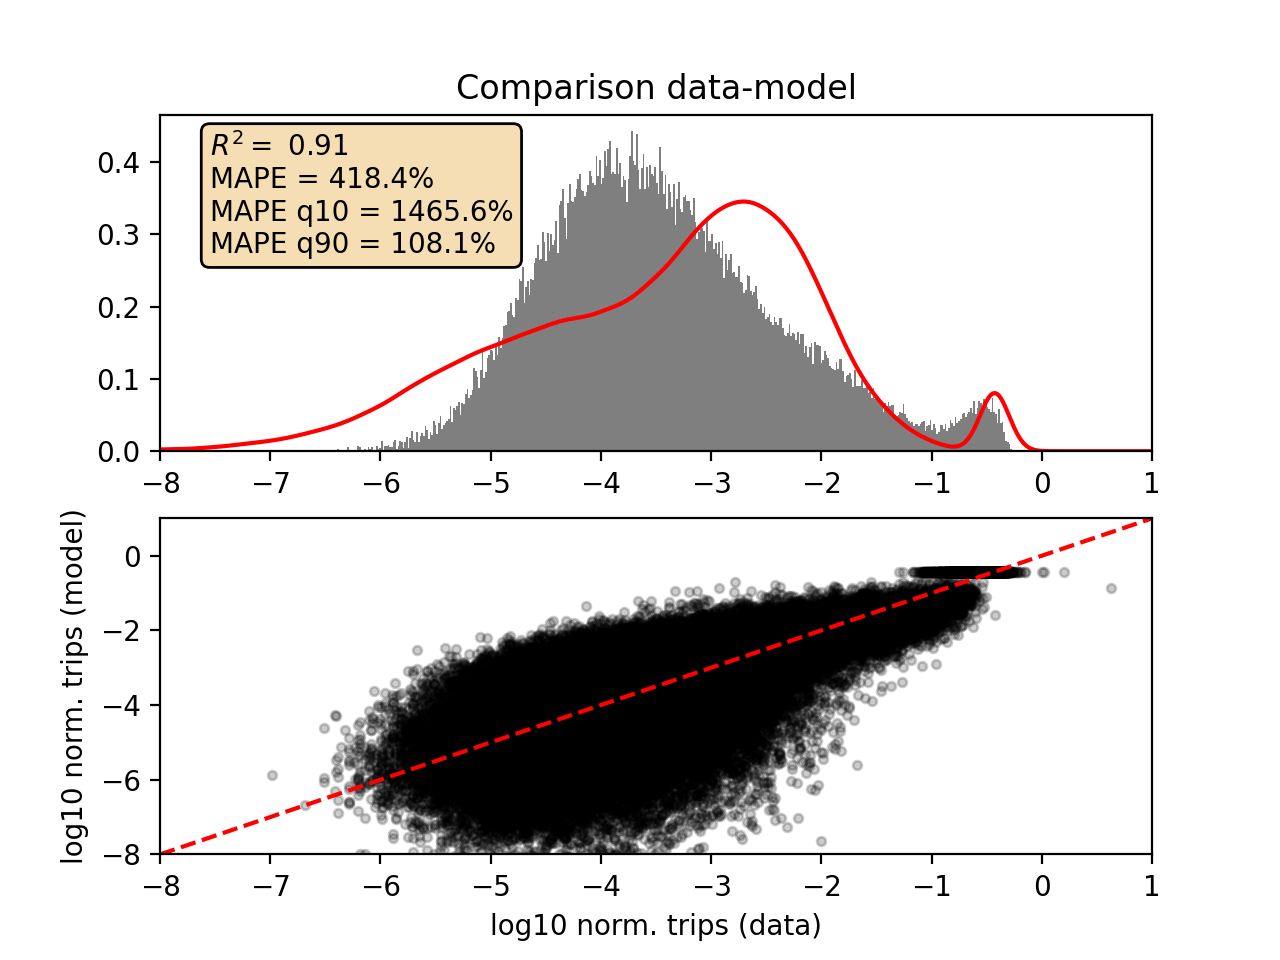 Comparison data-model
R² = 0.91
MAPE = 418.4%
MAPE q10 = 1465.6%
MAPE q90 = 108.1%
0.4
0.3
0.2
0.1
0.0
−8 −7 −6 −5 −4 −3 −2 −1 0 1
log10 norm. trips (model)
0
−2
−4
−6
−8
−8 −7 −6 −5 −4 −3 −2 −1 0 1
log10 norm. trips (data)